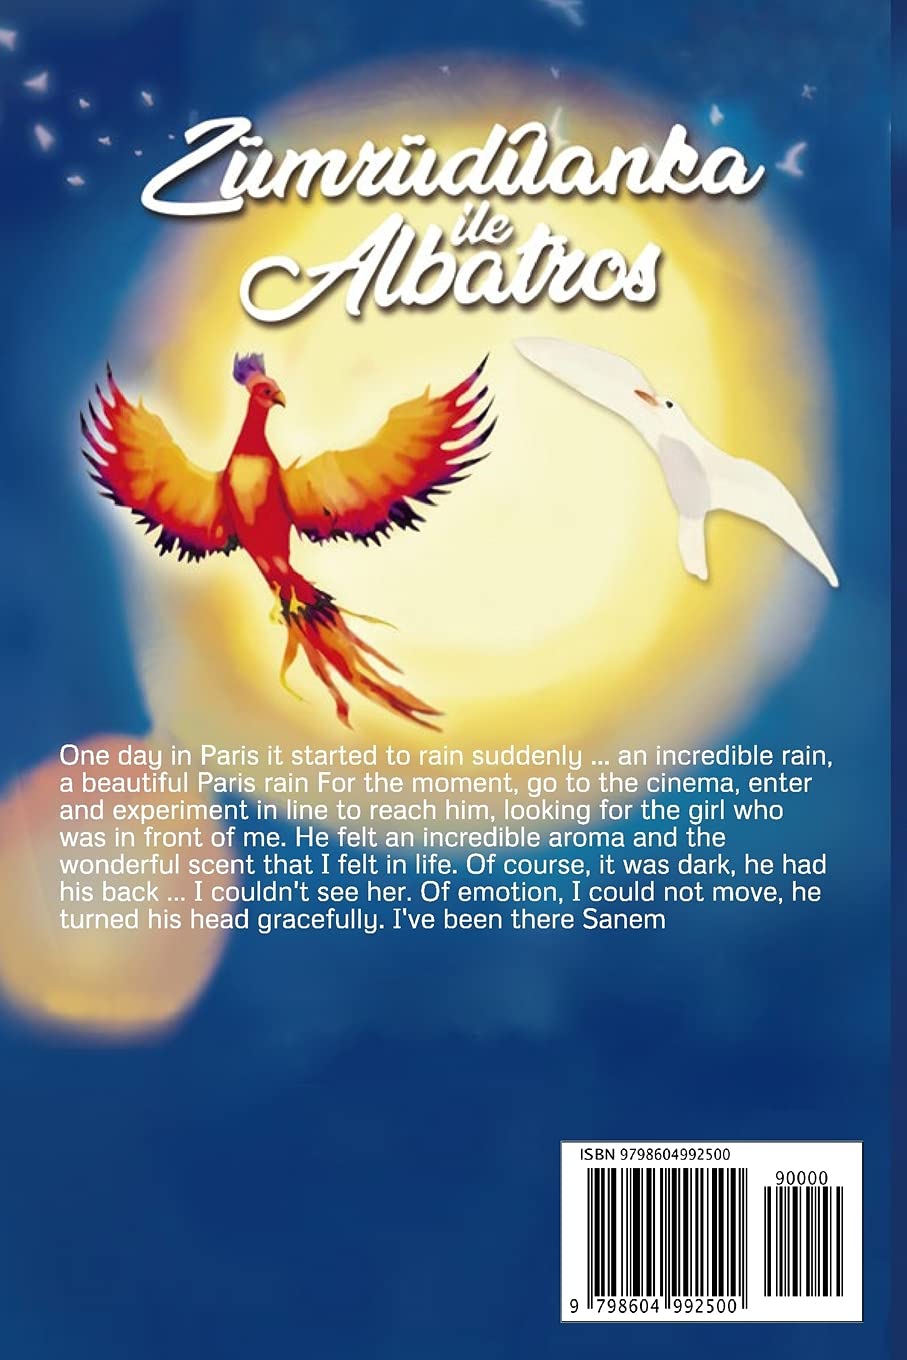 Zümrüdüanka
ile
Albatros
One day in Paris it started to rain suddenly ... an incredible rain,
a beautiful Paris rain For the moment, go to the cinema, enter
and experiment in line to reach him, looking for the girl who
was in front of me. He felt an incredible aroma and the
wonderful scent that I felt in life. Of course, it was dark, he had
his back ... I couldn't see her. Of emotion, I could not move, he
turned his head gracefully. I've been there Sanem
ISBN 9798604992500
90000
9 798604 992500